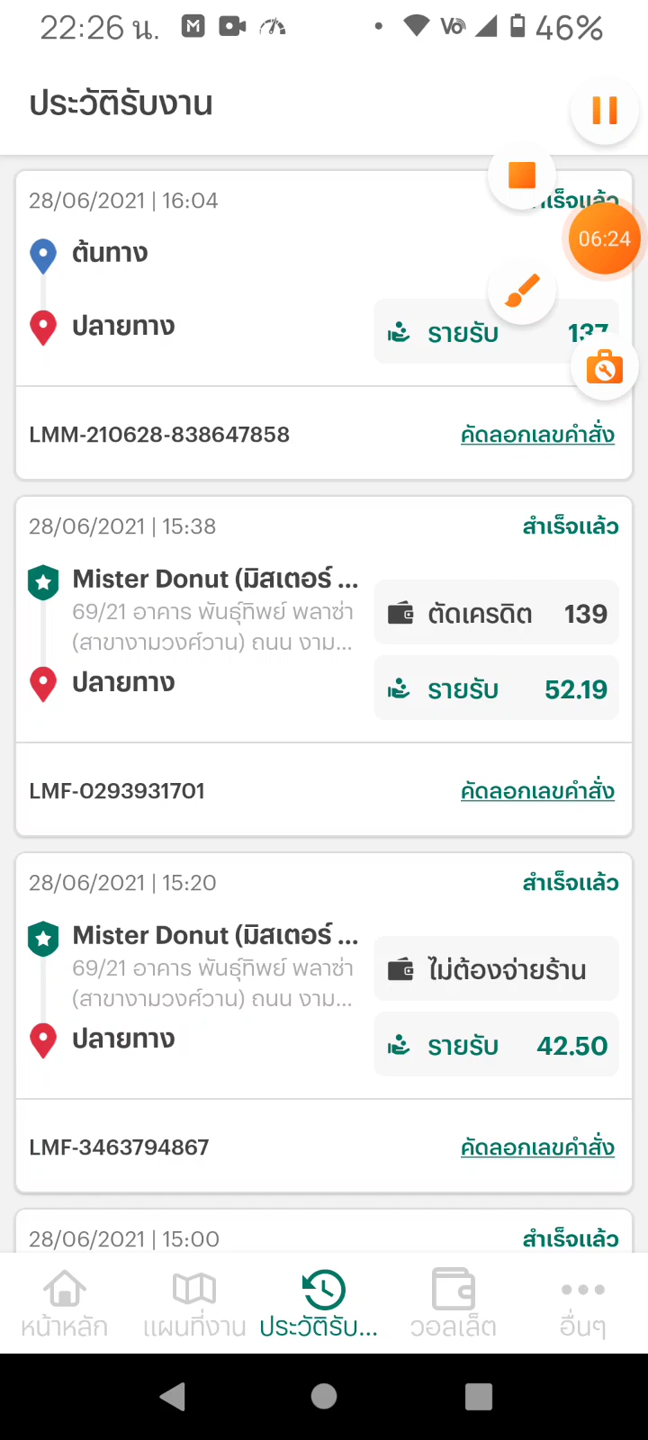 22:26 น. 46%
ประวัติรับงาน
28/06/2021 | 16:04
06:24
ต้นทาง
ปลายทาง
รายรับ 137
LMM-210628-838647858 คัดลอกเลขคำสั่ง
28/06/2021 | 15:38 สำเร็จแล้ว
Mister Donut (มิสเตอร์ ...
69/21 อาคาร พันธุ์ทิพย์ พลาซ่า
(สาขางามวงศ์วาน) ถนน งาม...
ตัดเครดิต 139
ปลายทาง
รายรับ 52.19
LMF-0293931701 คัดลอกเลขคำสั่ง
28/06/2021 | 15:20 สำเร็จแล้ว
Mister Donut (มิสเตอร์ ...
69/21 อาคาร พันธุ์ทิพย์ พลาซ่า
(สาขางามวงศ์วาน) ถนน งาม...
ไม่ต้องจ่ายร้าน
ปลายทาง
รายรับ 42.50
LMF-3463794867 คัดลอกเลขคำสั่ง
28/06/2021 | 15:00 สำเร็จแล้ว
หน้าหลัก แผนที่งาน ประวัติรับ... วอลเล็ต อื่นๆ